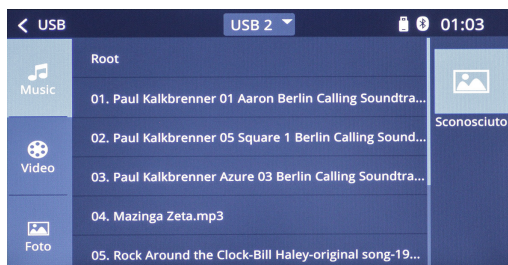 USB
USB 2
01:03
Music
Video
Foto
Root
01. Paul Kalkbrenner 01 Aaron Berlin Calling Soundtra...
02. Paul Kalkbrenner 05 Square 1 Berlin Calling Sound...
03. Paul Kalkbrenner Azure 03 Berlin Calling Soundtra...
04. Mazinga Zeta.mp3
05. Rock Around the Clock-Bill Haley-original song-19...
Sconosciuto